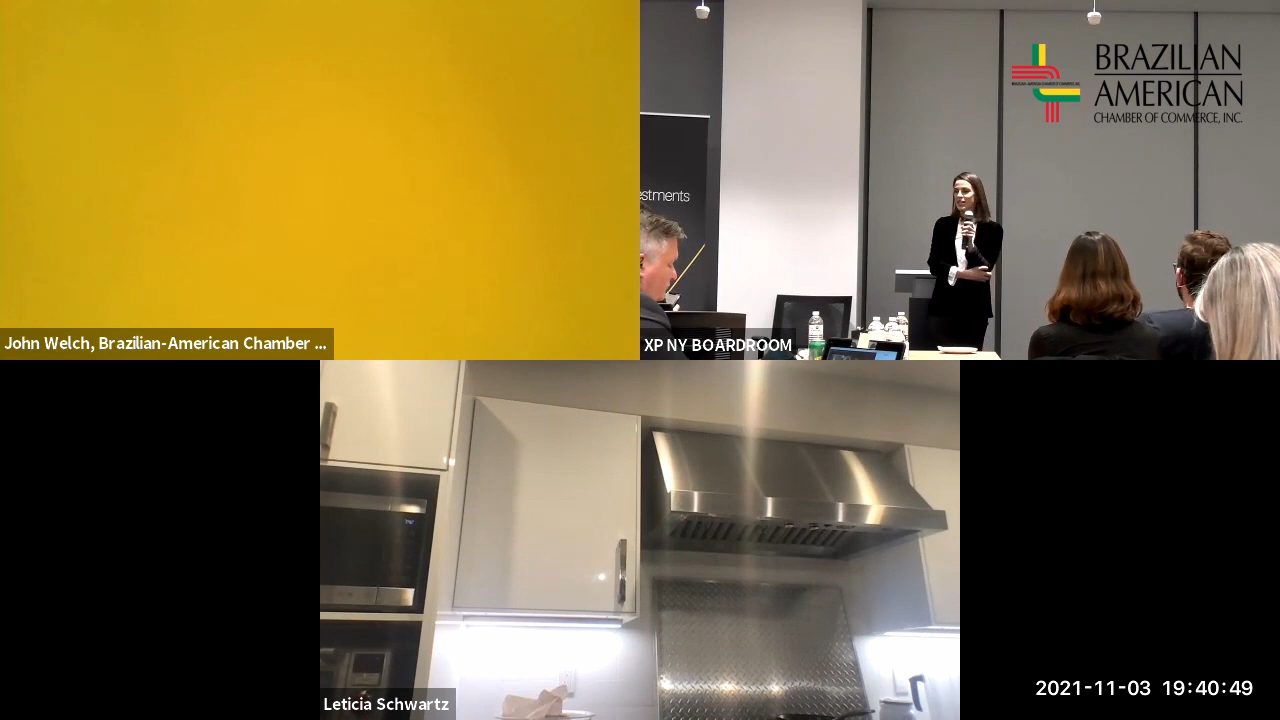 BRAZILIAN
AMERICAN
CHAMBER OF COMMERCE, INC.
estments
John Welch, Brazilian-American Chamber ...
XP NY BOARDROOM
Leticia Schwartz
2021-11-03 19:40:49